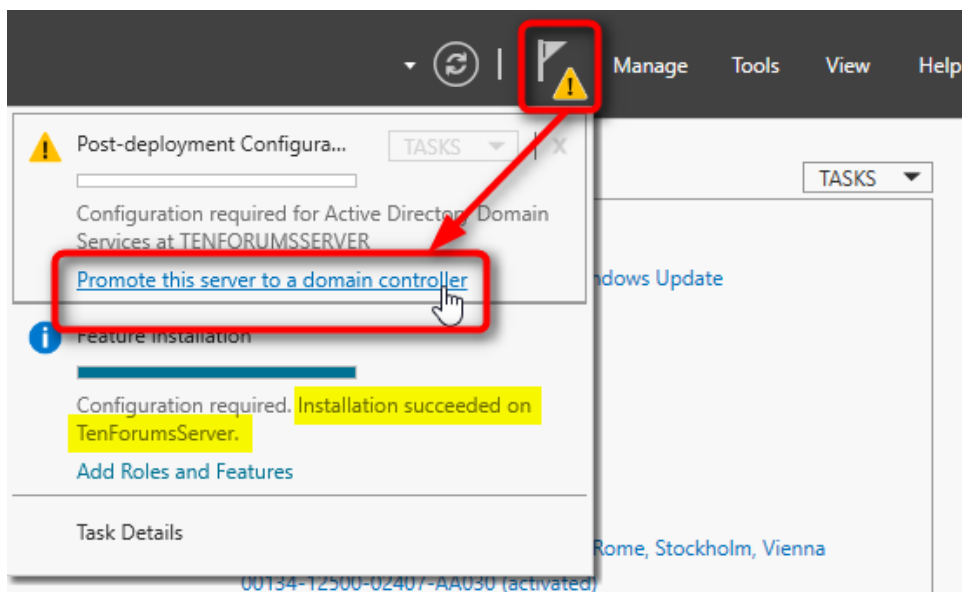 Manage Tools View Help
Post-deployment Configura... TASKS X
TASKS
Configuration required for Active Directory Domain
Services at TENFORUMSSERVER
Promote this server to a domain controller
ndows Update
Feature Installation
Configuration required. Installation succeeded on
TenForumsServer.
Add Roles and Features
Task Details
Rome, Stockholm, Vienna
00134-12500-02407-AA030 (activated)